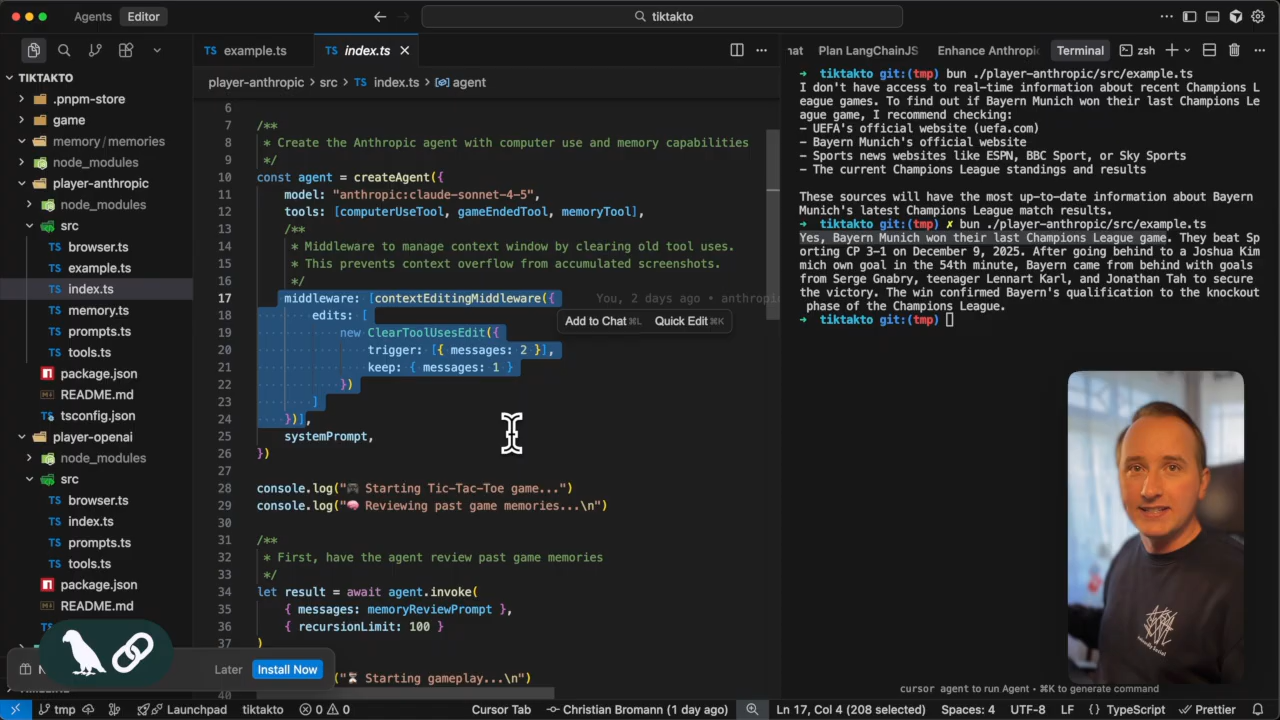 Agents
Editor
tiktakto
example.ts
index.ts
hat
Plan LangChainJS
Enhance Anthropi
Terminal
zsh
TIKTAKTO
.pnpm-store
game
memory/memories
node_modules
player-anthropic
node_modules
src
browser.ts
example.ts
index.ts
memory.ts
prompts.ts
tools.ts
package.json
README.md
tsconfig.json
player-openai
node_modules
src
browser.ts
index.ts
prompts.ts
tools.ts
package.json
README.md
TS
N
Later
Install Now
player-anthropic > src > TS index.ts > agent
6
7 /**
8 * Create the Anthropic agent with computer use and memory capabilities
9 */
10 const agent = createAgent({
11 model: "anthropic:claude-sonnet-4-5",
12 tools: [computerUseTool, gameEndedTool, memoryTool],
13 /**
14 * Middleware to manage context window by clearing old tool uses.
15 * This prevents context overflow from accumulated screenshots.
16 */
17 middleware: [contextEditingMiddleware({ You, 2 days ago • anthropi
18 edits: [
Add to Chat⌘L Quick Edit⌘K
19 new ClearToolUsesEdit({
20 trigger: [{ messages: 2 }],
21 keep: { messages: 1 }
22 })
23 ]
24 })],
25 systemPrompt,
26 })
27
28 console.log("🎮 Starting Tic-Tac-Toe game...")
29 console.log("🧠 Reviewing past game memories...\n")
30
31 /**
32 * First, have the agent review past game memories
33 */
34 let result = await agent.invoke(
35 { messages: memoryReviewPrompt },
36 { recursionLimit: 100 }
37 )
⏳ Starting gameplay...\n")
40
➜ tiktakto git:(tmp) bun ./player-anthropic/src/example.ts
I don't have access to real-time information about recent Champions L
eague games. To find out if Bayern Munich won their last Champions Le
ague game, I recommend checking:
- UEFA's official website (uefa.com)
- Bayern Munich's official website
- Sports news websites like ESPN, BBC Sport, or Sky Sports
- The current Champions League standings and results
These sources will have the most up-to-date information about Bayern
Munich's latest Champions League match results.
➜ tiktakto git:(tmp) ✗ bun ./player-anthropic/src/example.ts
Yes, Bayern Munich won their last Champions League game. They beat Sp
orting CP 3-1 on December 9, 2025. After going behind to a Joshua Kim
mich own goal in the 54th minute, Bayern came from behind with goals
from Serge Gnabry, teenager Lennart Karl, and Jonathan Tah to secure
the victory. The win confirmed Bayern's qualification to the knockout
phase of the Champions League.
➜ tiktakto git:(tmp)
cursor agent to run Agent • ⌘K to generate command
tmp
Launchpad
tiktakto
0
0
Cursor Tab
Christian Bromann (1 day ago)
Ln 17, Col 4 (208 selected)
Spaces: 4
UTF-8
LF
TypeScript
Prettier